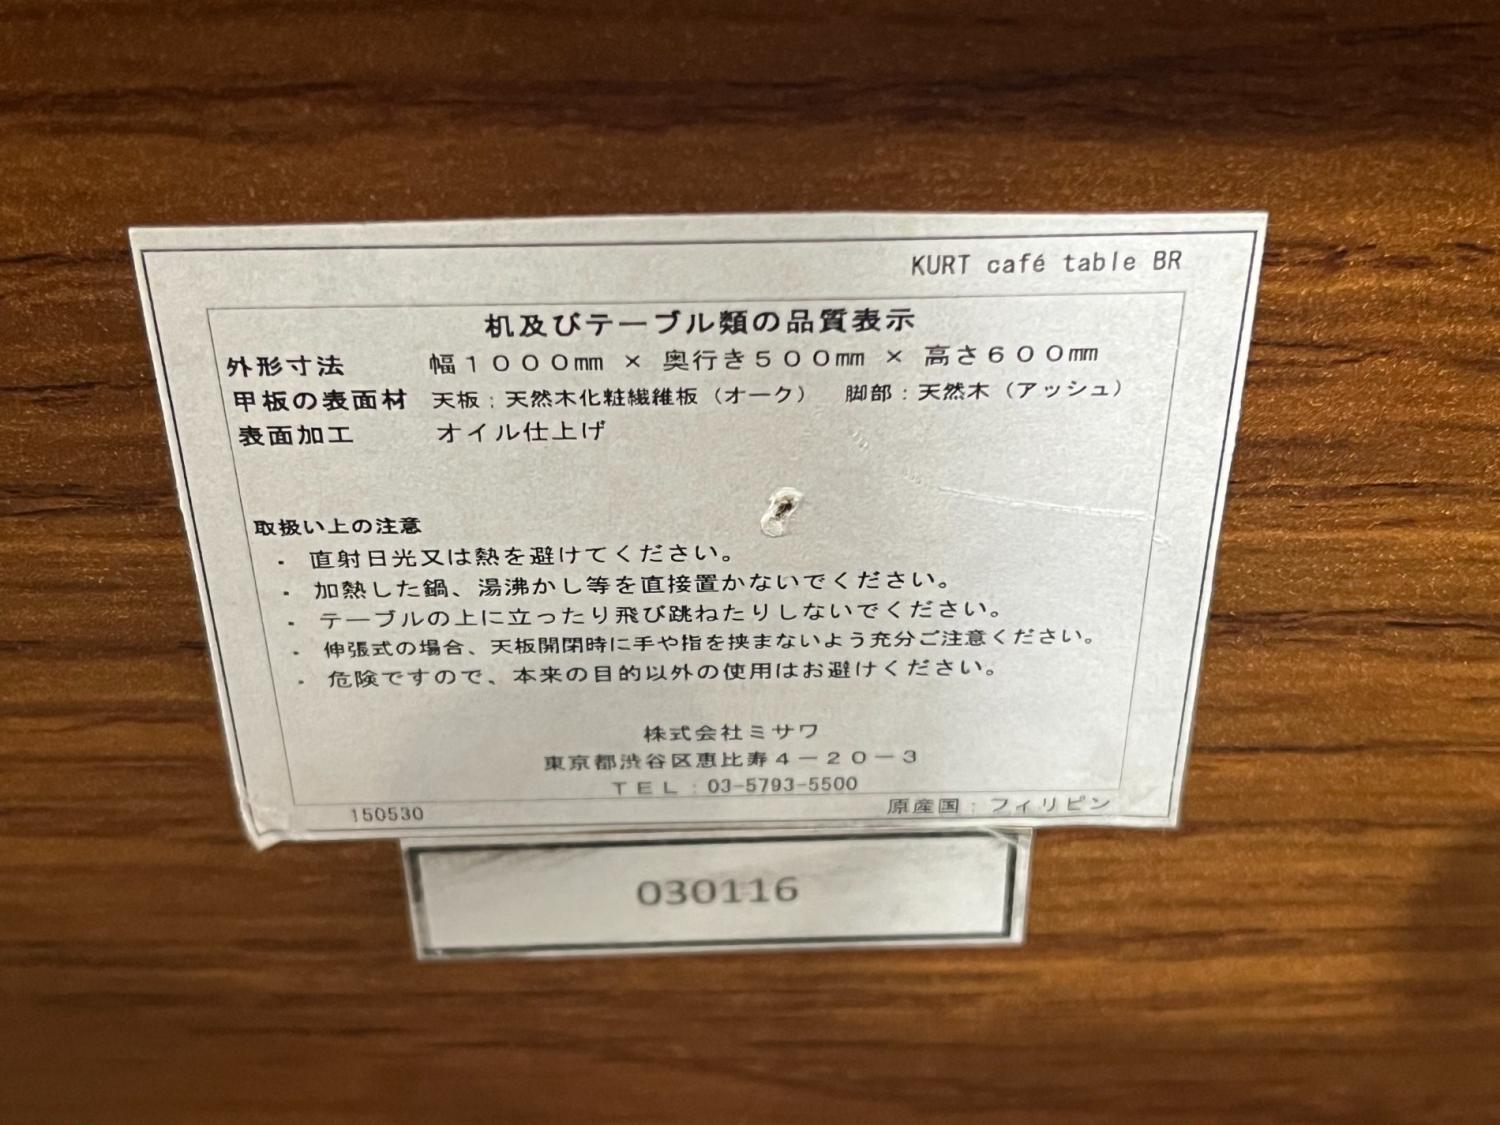 KURT café table BR
机及びテーブル類の品質表示
外形寸法 幅1000㎜ × 奥行き500㎜ × 高さ600㎜
甲板の表面材 天板:天然木化粧繊維板(オーク) 脚部:天然木(アッシュ)
表面加工 オイル仕上げ
取扱い上の注意
・ 直射日光又は熱を避けてください。
・ 加熱した鍋、湯沸かし等を直接置かないでください。
・ テーブルの上に立ったり飛び跳ねたりしないでください。
・ 伸張式の場合、天板開閉時に手や指を挟まないよう充分ご注意ください。
・ 危険ですので、本来の目的以外の使用はお避けください。
株式会社ミサワ
東京都渋谷区恵比寿4-20-3
TEL:03-5793-5500
150530 原産国:フィリピン
030116